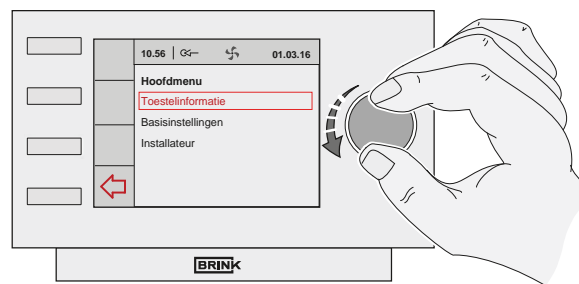 10.56 01.03.16
Hoofdmenu
Toestelinformatie
Basisinstellingen
Installateur
BRINK